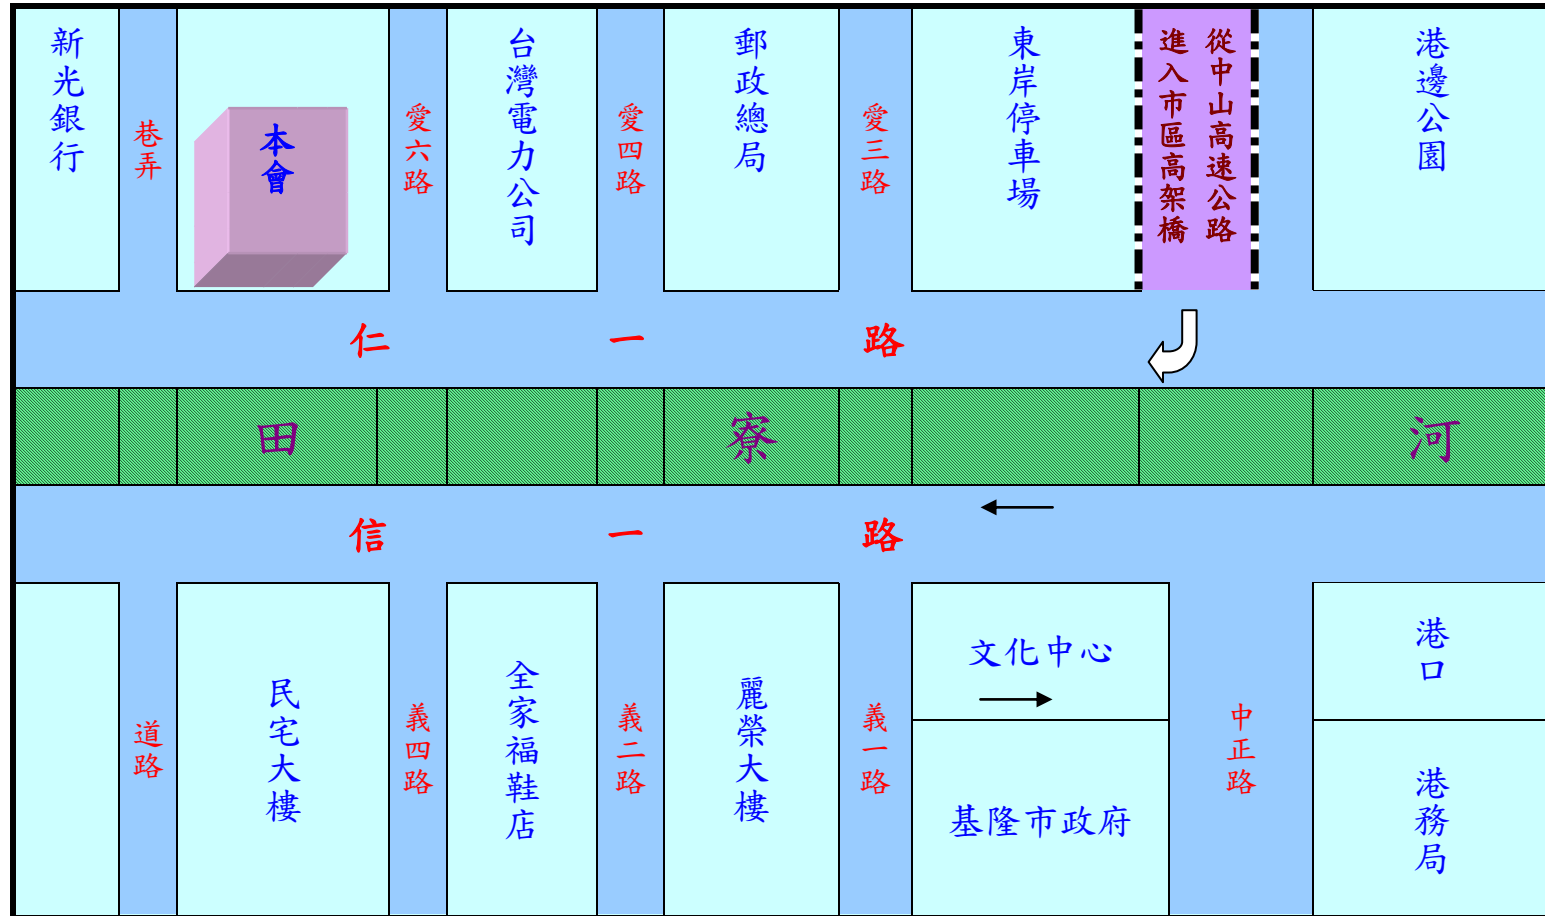 新光銀行
巷弄
本會
愛六路
台灣電力公司
愛四路
郵政總局
愛三路
東岸停車場
從中山高速公路
進入市區高架橋
港邊公園
仁一路
田寮河
信一路
道路
民宅大樓
義四路
全家福鞋店
義二路
麗榮大樓
義一路
文化中心
基隆市政府
中正路
港口
港務局